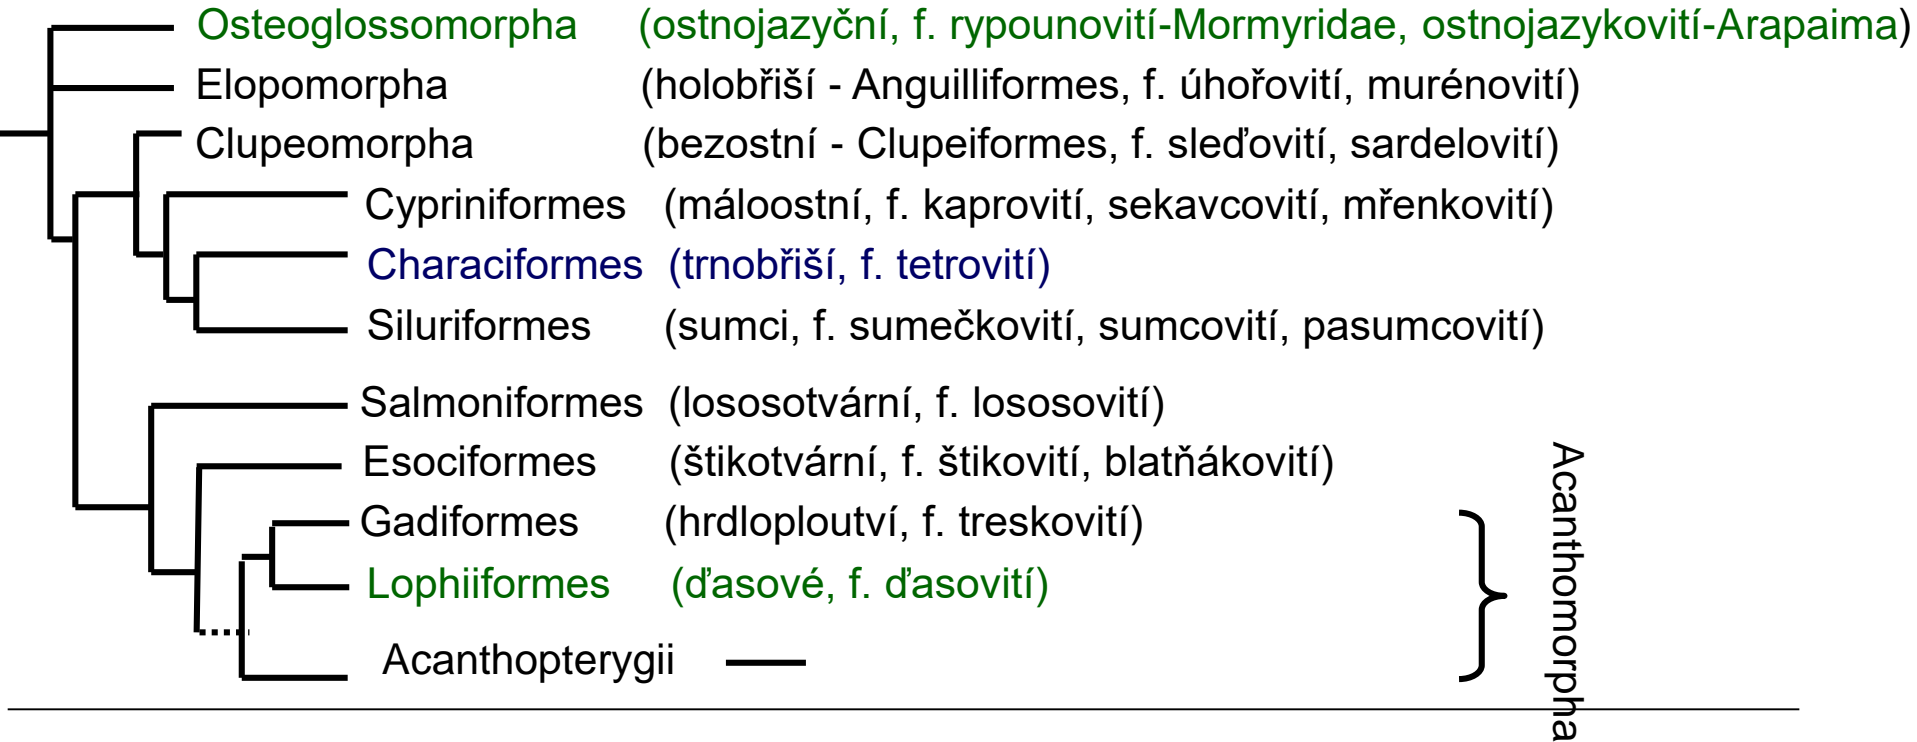 Osteoglossomorpha (ostnojazyční, f. rypounovití-Mormyridae, ostnojazykovití-Arapaima)
Elopomorpha (holobřiší - Anguilliformes, f. úhořovití, murénovití)
Clupeomorpha (bezostní - Clupeiformes, f. sleďovití, sardelovití)
Cypriniformes (máloostní, f. kaprovití, sekavcovití, mřenkovití)
Characiformes (trnobřiší, f. tetrovití)
Siluriformes (sumci, f. sumečkovití, sumcovití, pasumcovití)
Salmoniformes (lososotvární, f. lososovití)
Esociformes (štikotvární, f. štikovití, blatňákovití)
Gadiformes (hrdloploutví, f. treskovití)
Lophiiformes (ďasové, f. ďasovití)
Acanthopterygii
Acanthomorpha